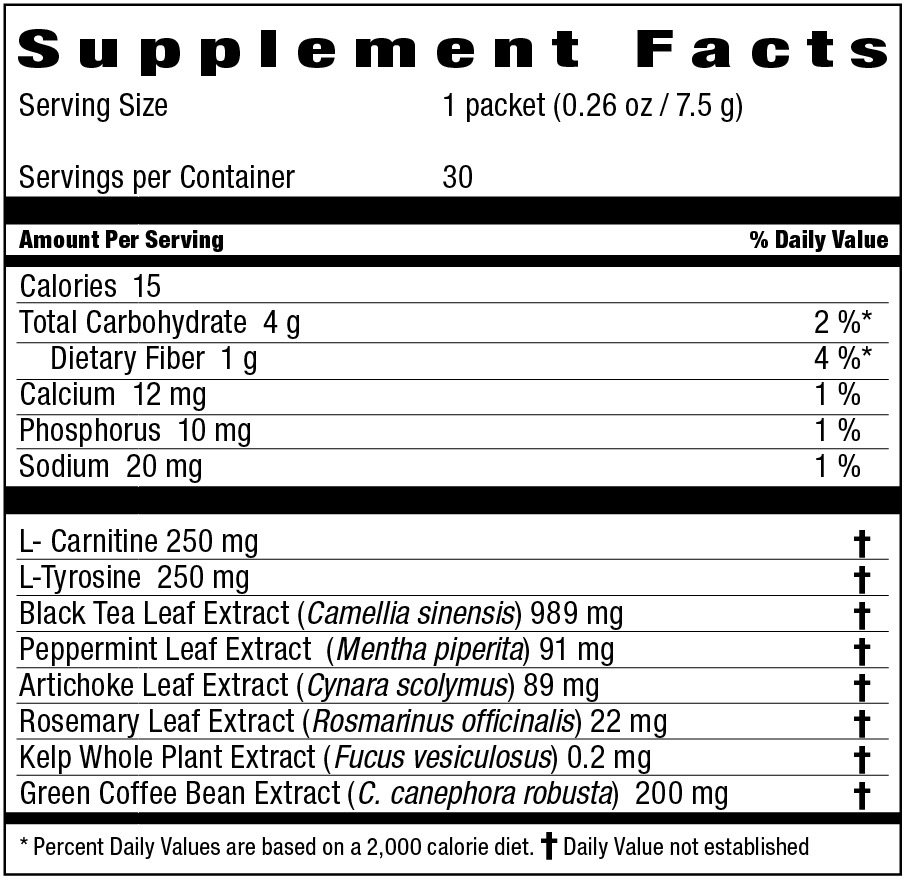 Supplement Facts
Serving Size 1 packet (0.26 oz / 7.5 g)
Servings per Container 30
Amount Per Serving % Daily Value
Calories 15
Total Carbohydrate 4 g 2 %*
Dietary Fiber 1 g 4 %*
Calcium 12 mg 1 %
Phosphorus 10 mg 1 %
Sodium 20 mg 1 %
L- Carnitine 250 mg †
L-Tyrosine 250 mg †
Black Tea Leaf Extract (Camellia sinensis) 989 mg †
Peppermint Leaf Extract (Mentha piperita) 91 mg †
Artichoke Leaf Extract (Cynara scolymus) 89 mg †
Rosemary Leaf Extract (Rosmarinus officinalis) 22 mg †
Kelp Whole Plant Extract (Fucus vesiculosus) 0.2 mg †
Green Coffee Bean Extract (C. canephora robusta) 200 mg †
* Percent Daily Values are based on a 2,000 calorie diet. † Daily Value not established